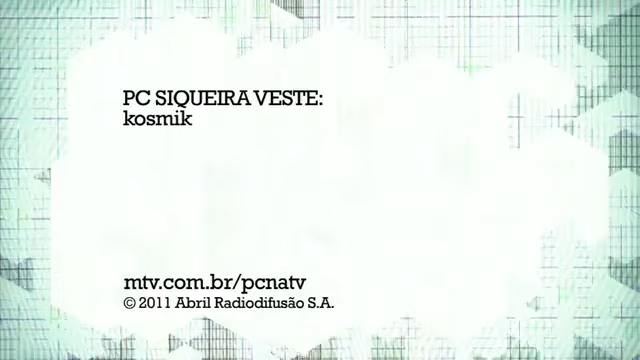 PC SIQUEIRA VESTE:
kosmik
mtv.com.br/pcnatv
© 2011 Abril Radiodifusão S.A.